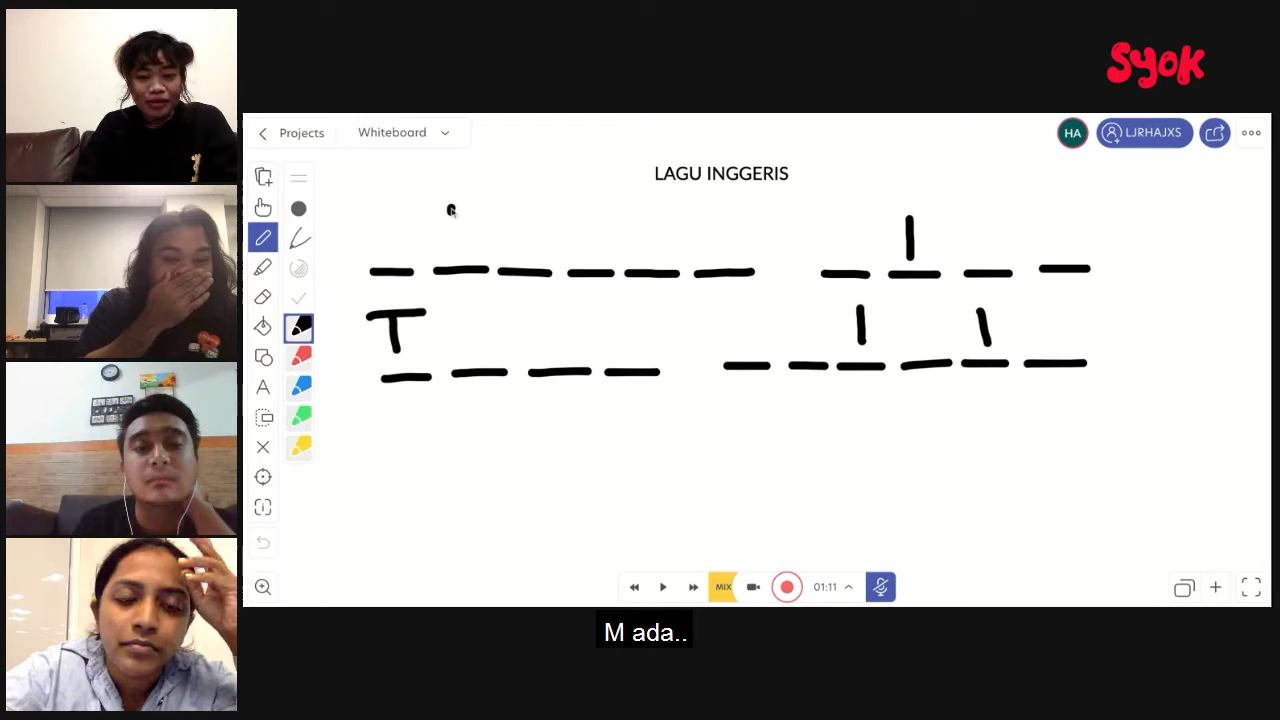 syok
Projects
Whiteboard
HA
LJRHAJXS
LAGU INGGERIS
_ _ _ _ _ _ _ I _ _
T _ _ _ _ _ I _ I _
A
MIX
01:11
M ada..